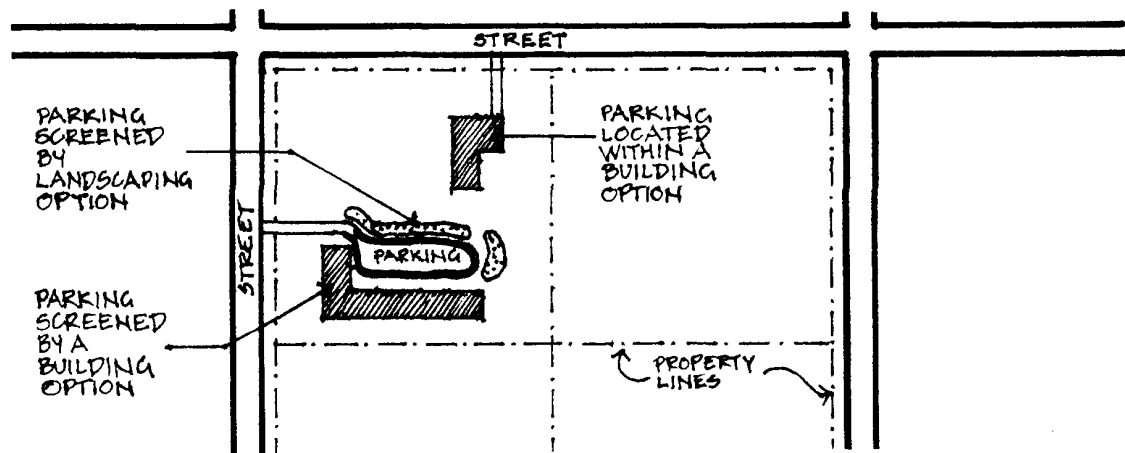 STREET
PARKING
SCREENED
BY
LANDSCAPING
OPTION
PARKING
LOCATED
WITHIN A
BUILDING
OPTION
STREET
PARKING
PARKING
SCREENED
BY A
BUILDING
OPTION
PROPERTY
LINES